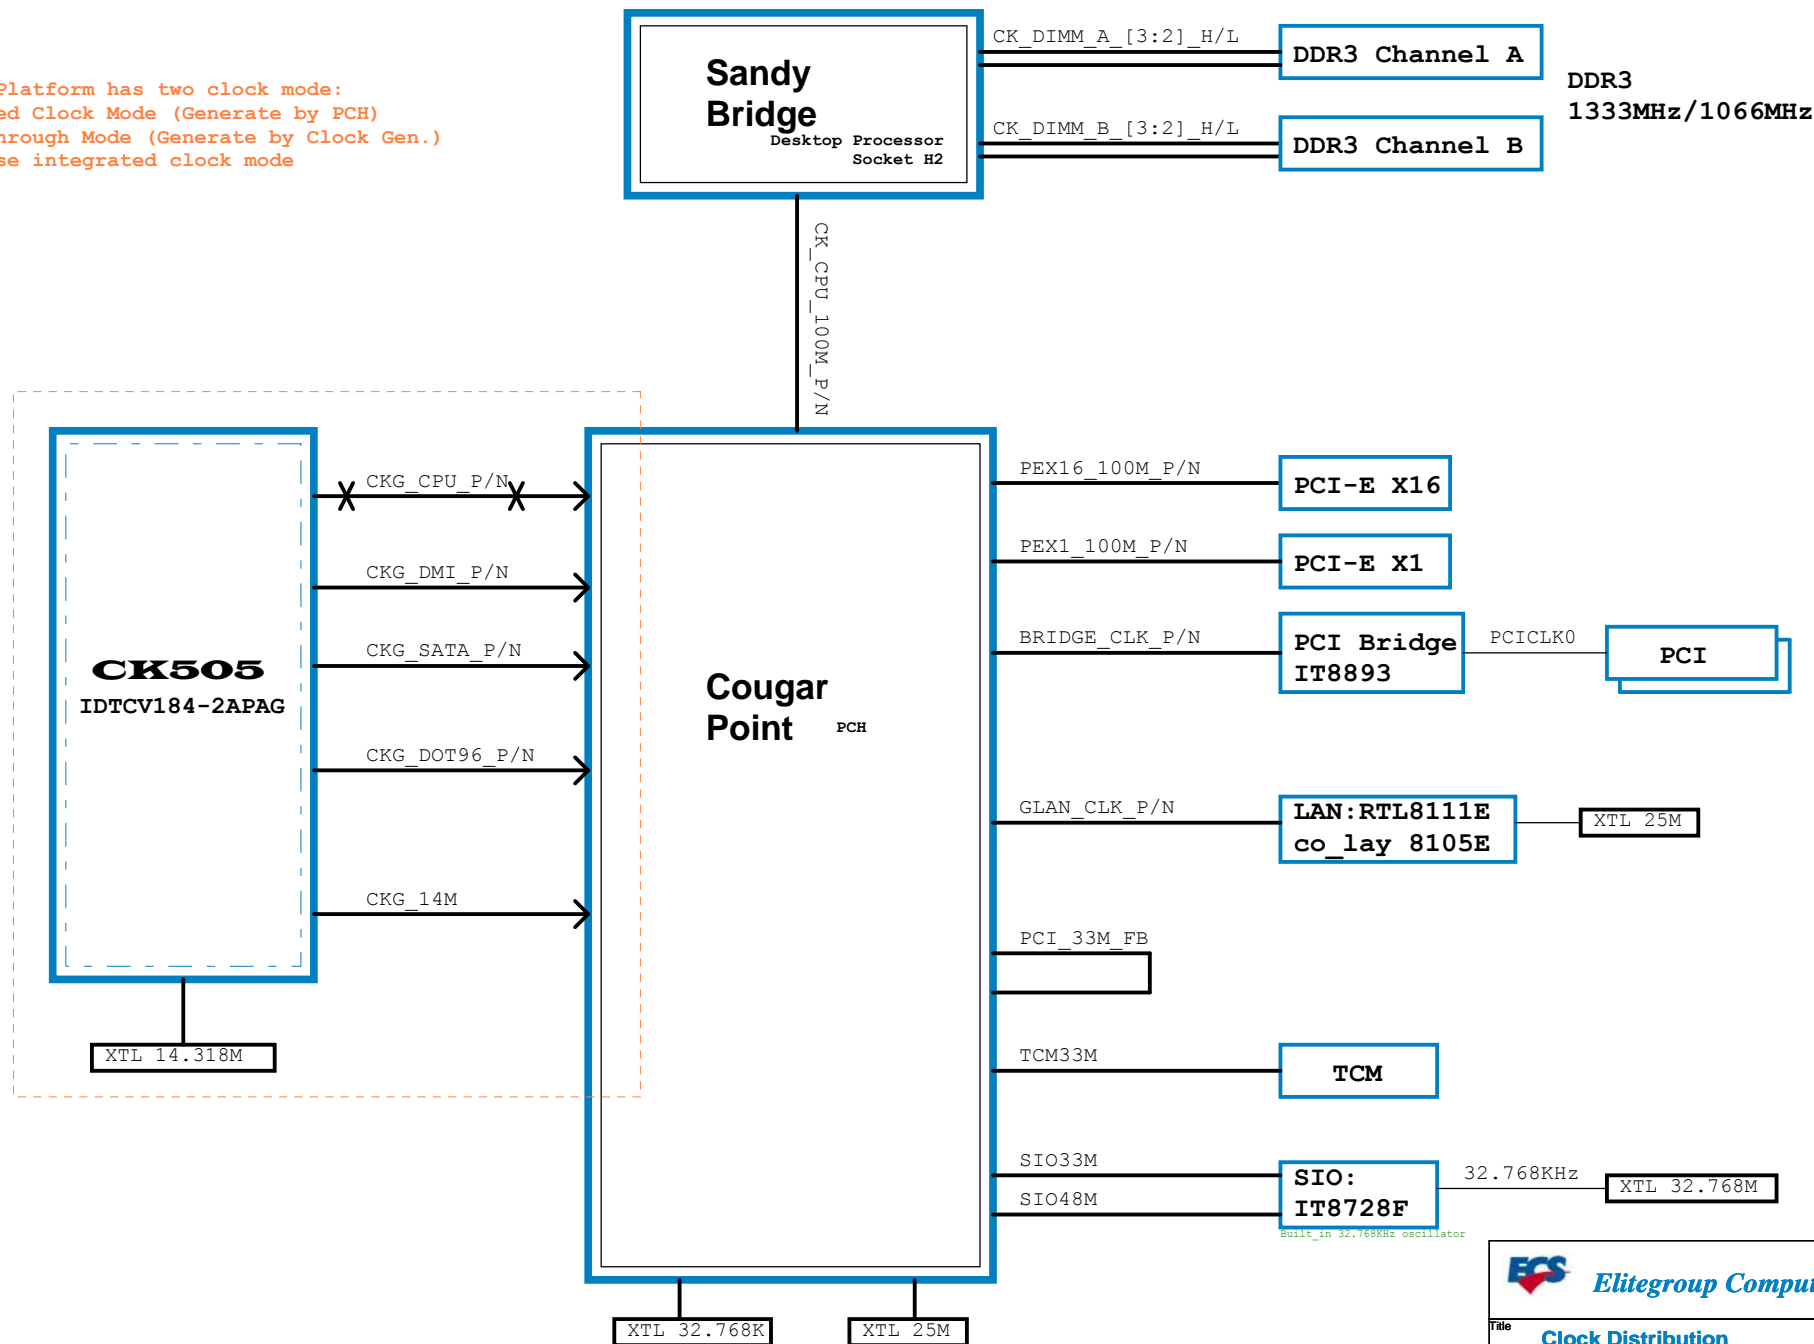 Platform has two clock mode:
ed Clock Mode (Generate by PCH)
hrough Mode (Generate by Clock Gen.)
se integrated clock mode
Sandy
Bridge
Desktop Processor
Socket H2
CK_DIMM_A_[3:2]_H/L
DDR3 Channel A
CK_DIMM_B_[3:2]_H/L
DDR3 Channel B
DDR3
1333MHz/1066MHz
CK_CPU_100M_P/N
CK505
IDTCV184-2APAG
CKG_CPU_P/N
CKG_DMI_P/N
CKG_SATA_P/N
CKG_DOT96_P/N
CKG_14M
XTL 14.318M
Cougar
Point
PCH
PEX16_100M_P/N
PCI-E X16
PEX1_100M_P/N
PCI-E X1
BRIDGE_CLK_P/N
PCI Bridge
IT8893
PCICLK0
PCI
GLAN_CLK_P/N
LAN:RTL8111E
co_lay 8105E
XTL 25M
PCI_33M_FB
TCM33M
TCM
SIO33M
SIO48M
SIO:
IT8728F
32.768KHz
XTL 32.768M
Built_in 32.768KHz oscillator
XTL 32.768K
XTL 25M
ECS
Elitegroup Comput
Title
Clock Distribution